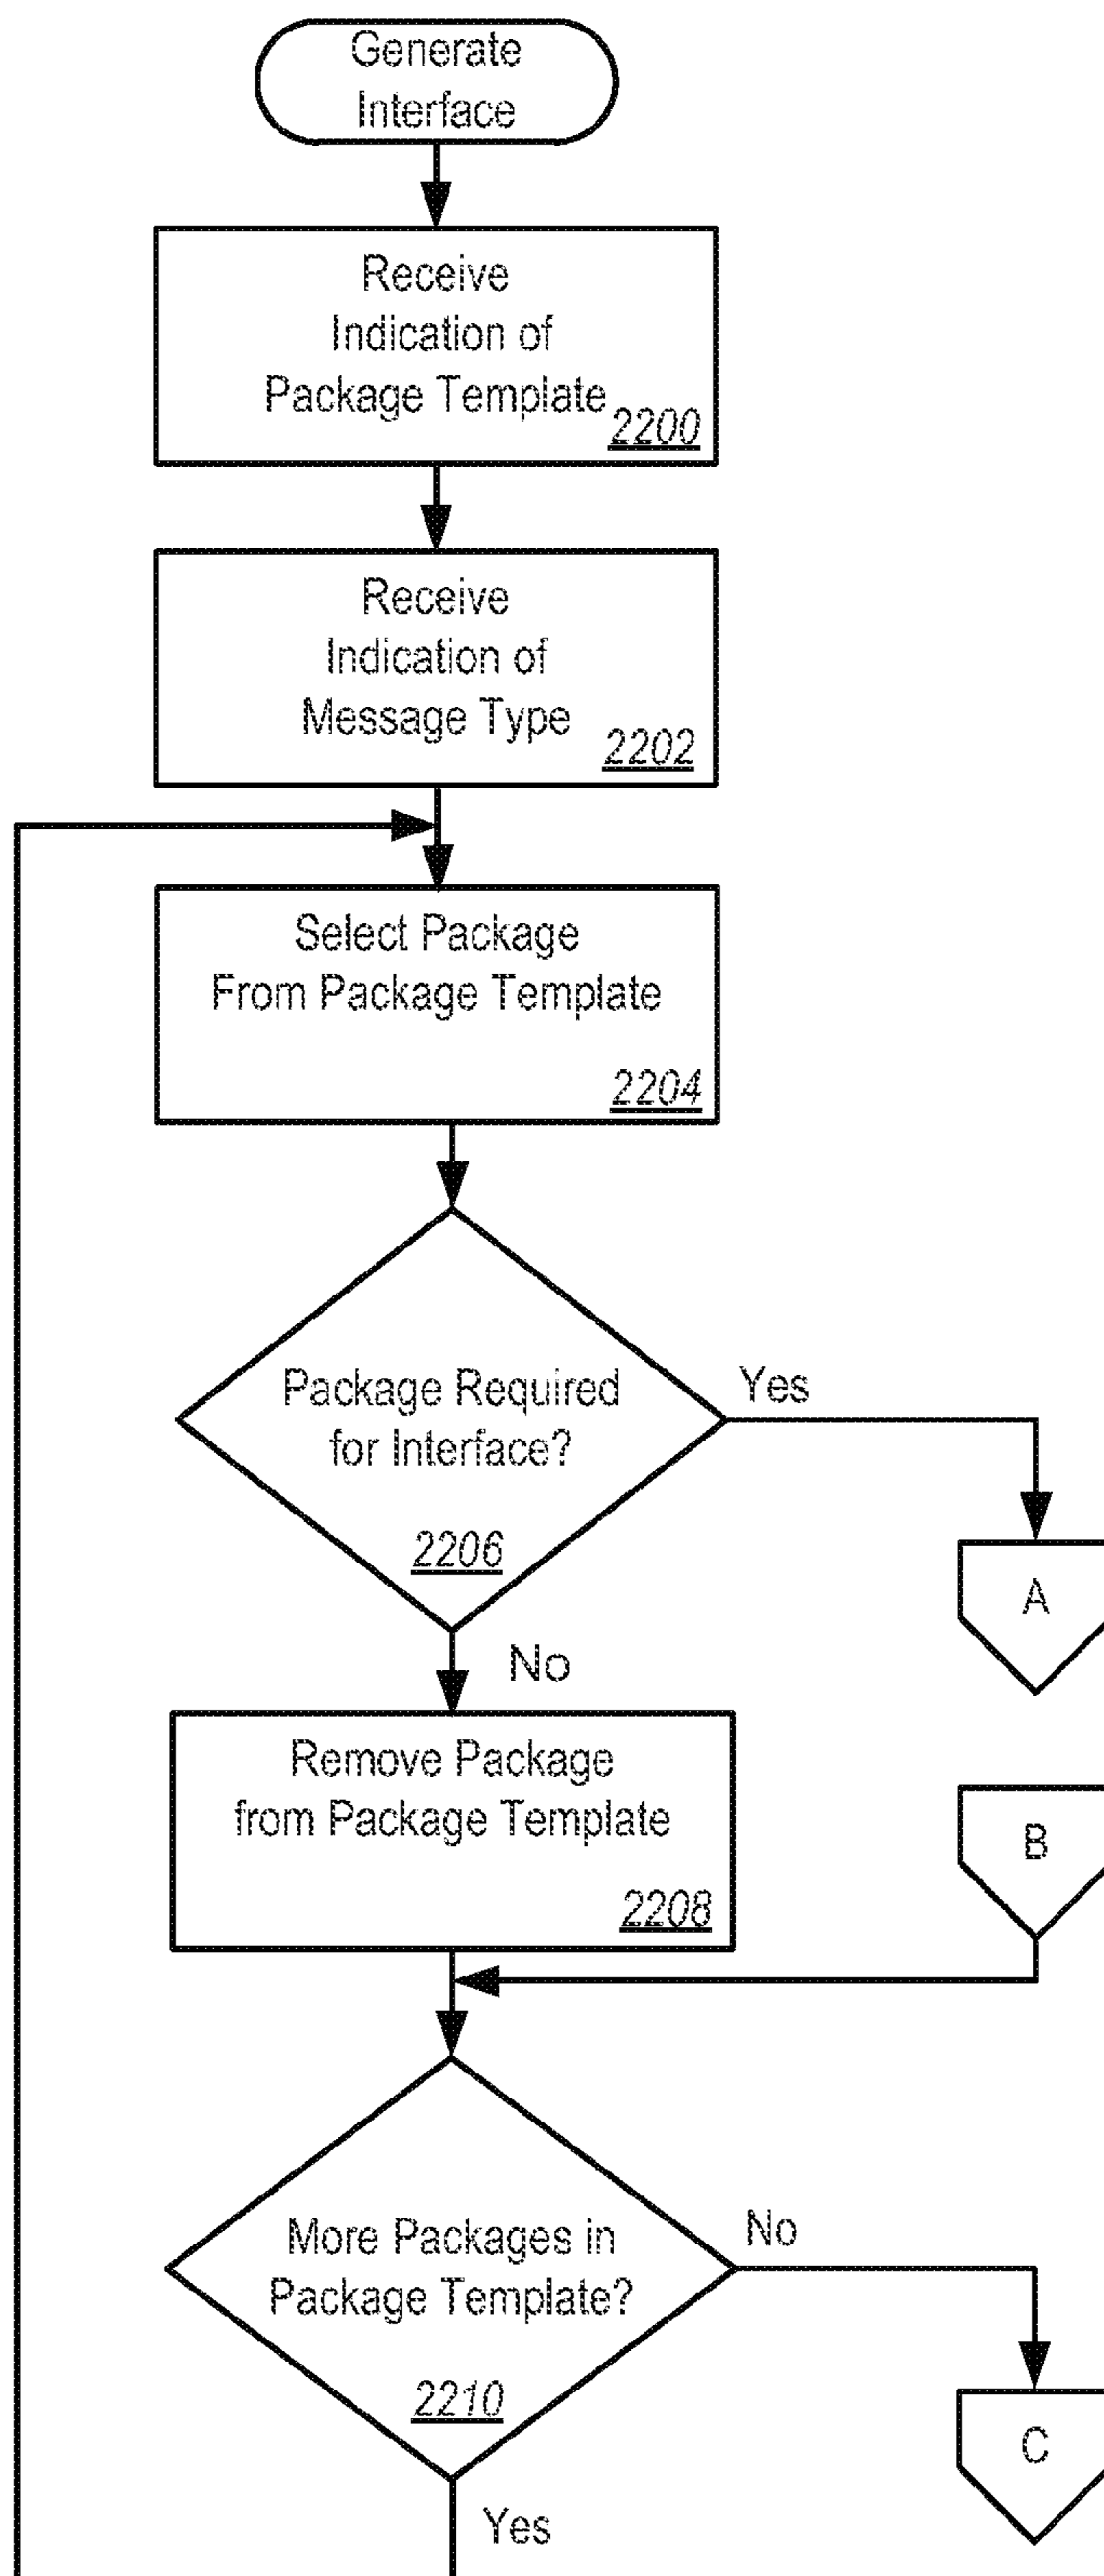 Generate
Interface
Receive
Indication of
Package Template
2200
Receive
Indication of
Message Type
2202
Select Package
From Package Template
2204
Package Required
for Interface?
2206
Yes
A
No
Remove Package
from Package Template
2208
B
More Packages in
Package Template?
2210
No
C
Yes